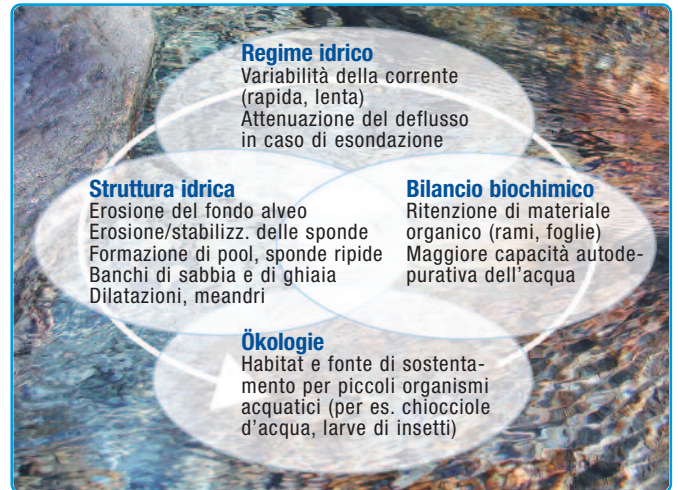 Regime idrico
Variabilità della corrente
(rapida, lenta)
Attenuazione del deflusso
in caso di esondazione
Struttura idrica
Erosione del fondo alveo
Erosione/stabilizz. delle sponde
Formazione di pool, sponde ripide
Banchi di sabbia e di ghiaia
Dilatazioni, meandri
Bilancio biochimico
Ritenzione di materiale
organico (rami, foglie)
Maggiore capacità autode-
purativa dell'acqua
Ökologie
Habitat e fonte di sostenta-
mento per piccoli organismi
acquatici (per es. chiocciole
d'acqua, larve di insetti)